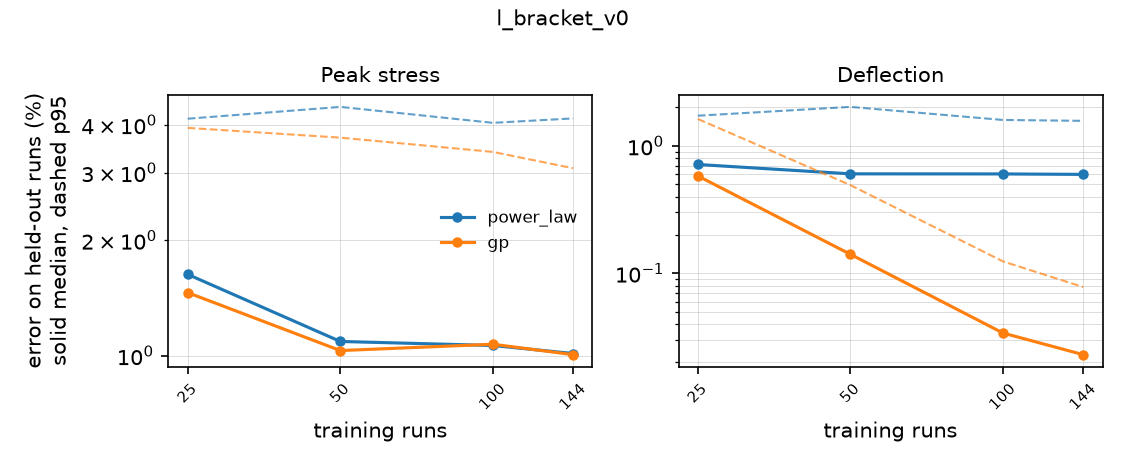 l_bracket_v0
Peak stress
error on held-out runs (%)
solid median, dashed p95
4 × 10⁰
3 × 10⁰
2 × 10⁰
10⁰
power_law
gp
25
50
100
144
training runs
Deflection
10⁰
10⁻¹
25
50
100
144
training runs